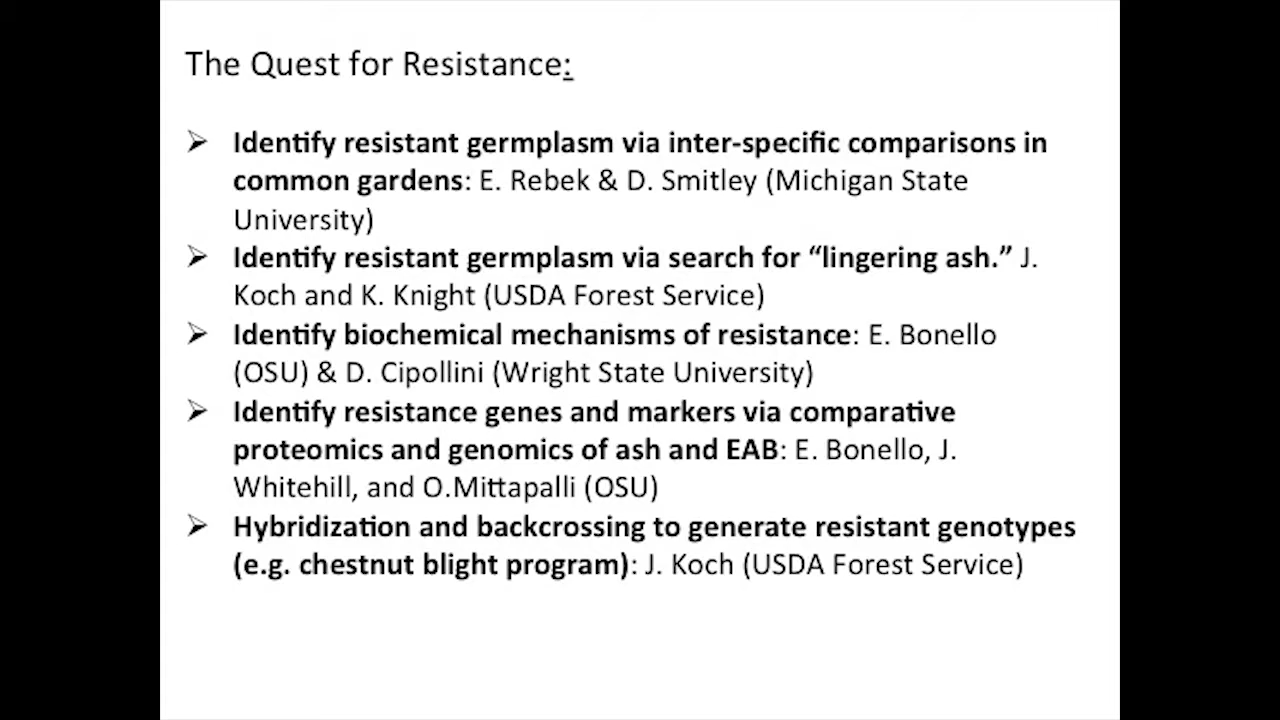 The Quest for Resistance:
➢ Identify resistant germplasm via inter-specific comparisons in
common gardens: E. Rebek & D. Smitley (Michigan State
University)
➢ Identify resistant germplasm via search for “lingering ash.” J.
Koch and K. Knight (USDA Forest Service)
➢ Identify biochemical mechanisms of resistance: E. Bonello
(OSU) & D. Cipollini (Wright State University)
➢ Identify resistance genes and markers via comparative
proteomics and genomics of ash and EAB: E. Bonello, J.
Whitehill, and O.Mittapalli (OSU)
➢ Hybridization and backcrossing to generate resistant genotypes
(e.g. chestnut blight program): J. Koch (USDA Forest Service)